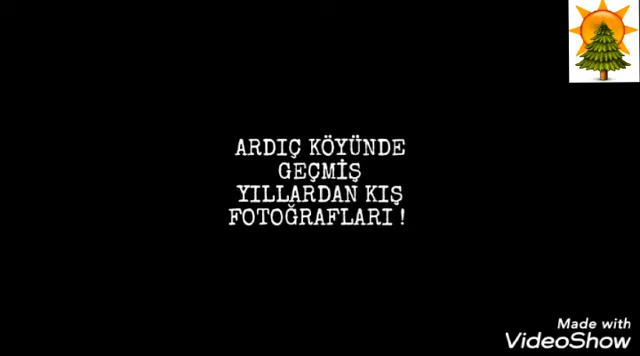 ARDIÇ KÖYÜNDE
GEÇMİŞ
YILLARDAN KIŞ
FOTOĞRAFLARI !
Made with
VideoShow